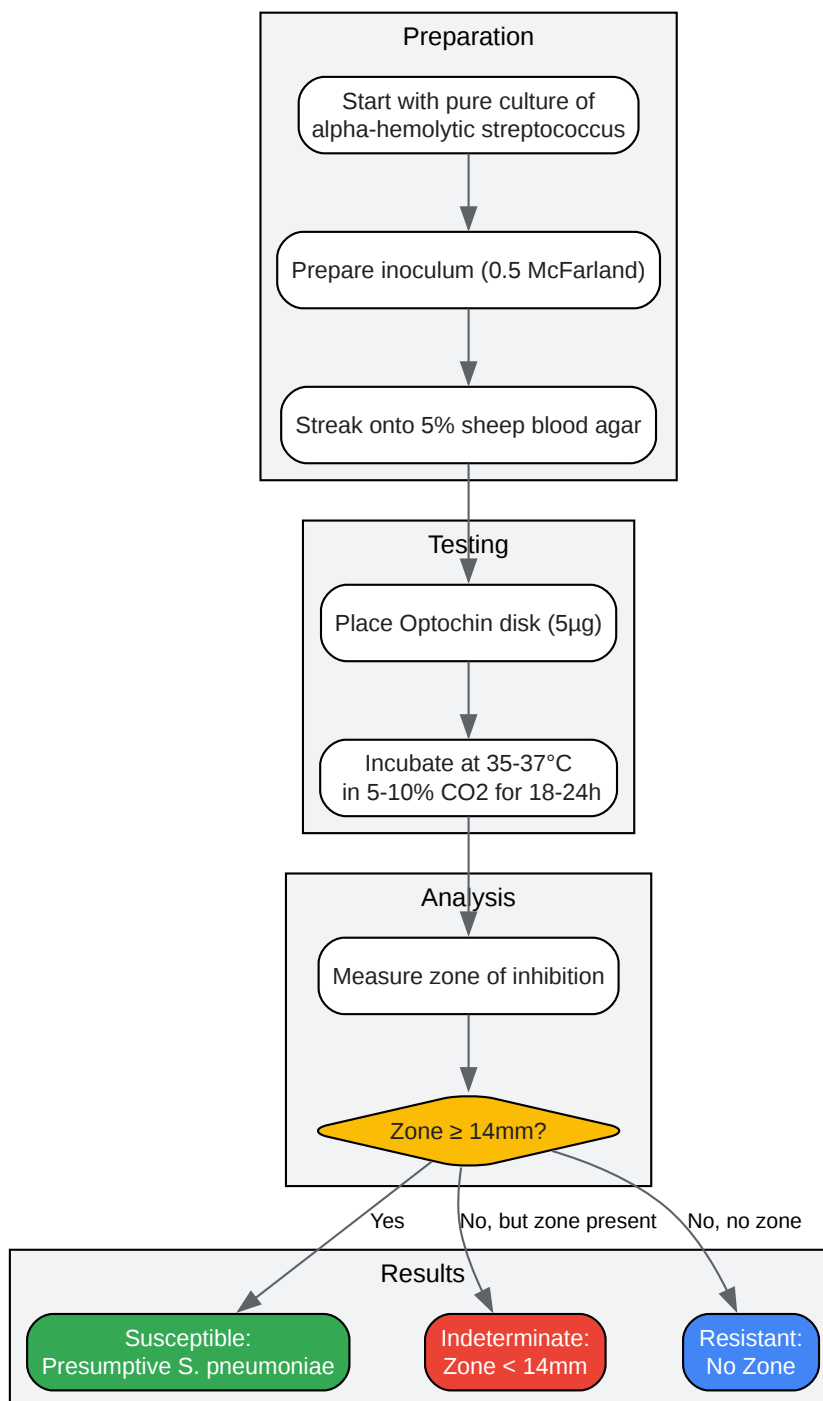 Preparation
Start with pure culture of
alpha-hemolytic streptococcus
Prepare inoculum (0.5 McFarland)
Streak onto 5% sheep blood agar
Testing
Place Optochin disk (5µg)
Incubate at 35-37°C
in 5-10% CO2 for 18-24h
Analysis
Measure zone of inhibition
Zone ≥ 14mm?
Yes
No, but zone present
No, no zone
Results
Susceptible:
Presumptive S. pneumoniae
Indeterminate:
Zone < 14mm
Resistant:
No Zone